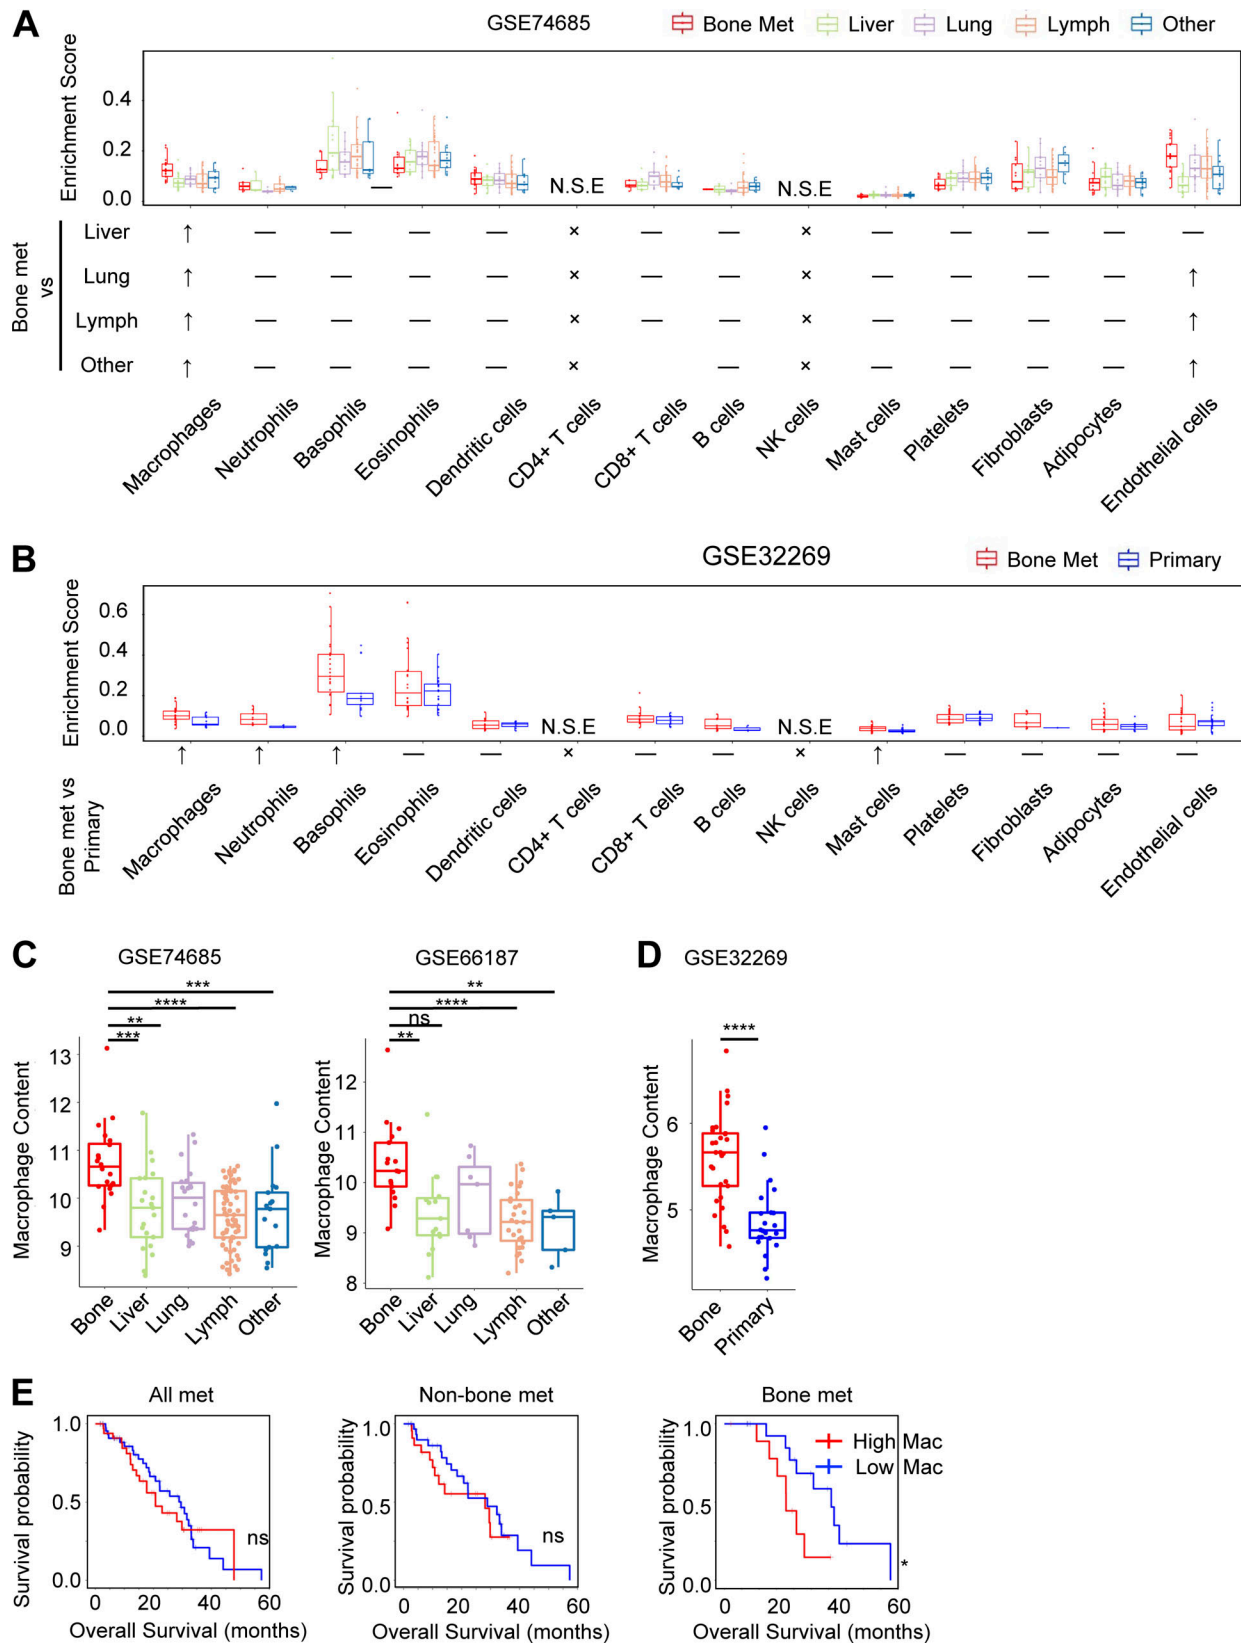 A
GSE74685
Bone Met
Liver
Lung
Lymph
Other
Enrichment Score
0.4
0.2
0.0
N.S.E
N.S.E
Bone met
vs
Liver ↑ — — — — × — — × — — — — —
Lung ↑ — — — — × — — × — — — — ↑
Lymph ↑ — — — — × — — × — — — — ↑
Other ↑ — — — — × — × — — — — ↑
Macrophages
Neutrophils
Basophils
Eosinophils
Dendritic cells
CD4+ T cells
CD8+ T cells
B cells
NK cells
Mast cells
Platelets
Fibroblasts
Adipocytes
Endothelial cells
B
GSE32269
Bone Met
Primary
Enrichment Score
0.6
0.4
0.2
0.0
N.S.E
N.S.E
Bone met vs
Primary
↑ ↑ ↑ — — × — — × ↑ — — — —
Macrophages
Neutrophils
Basophils
Eosinophils
Dendritic cells
CD4+ T cells
CD8+ T cells
B cells
NK cells
Mast cells
Platelets
Fibroblasts
Adipocytes
Endothelial cells
C
GSE74685
***
****
**
***
Macrophage Content
13
12
11
10
9
Bone
Liver
Lung
Lymph
Other
GSE66187
**
****
ns
**
Macrophage Content
12
11
10
9
8
Bone
Liver
Lung
Lymph
Other
D
GSE32269
****
Macrophage Content
6
5
Bone
Primary
E
All met
Survival probability
1.0
0.5
0.0
ns
0 20 40 60
Overall Survival (months)
Non-bone met
Survival probability
1.0
0.5
0.0
ns
0 20 40 60
Overall Survival (months)
Bone met
Survival probability
1.0
0.5
0.0
High Mac
Low Mac
*
0 20 40 60
Overall Survival (months)